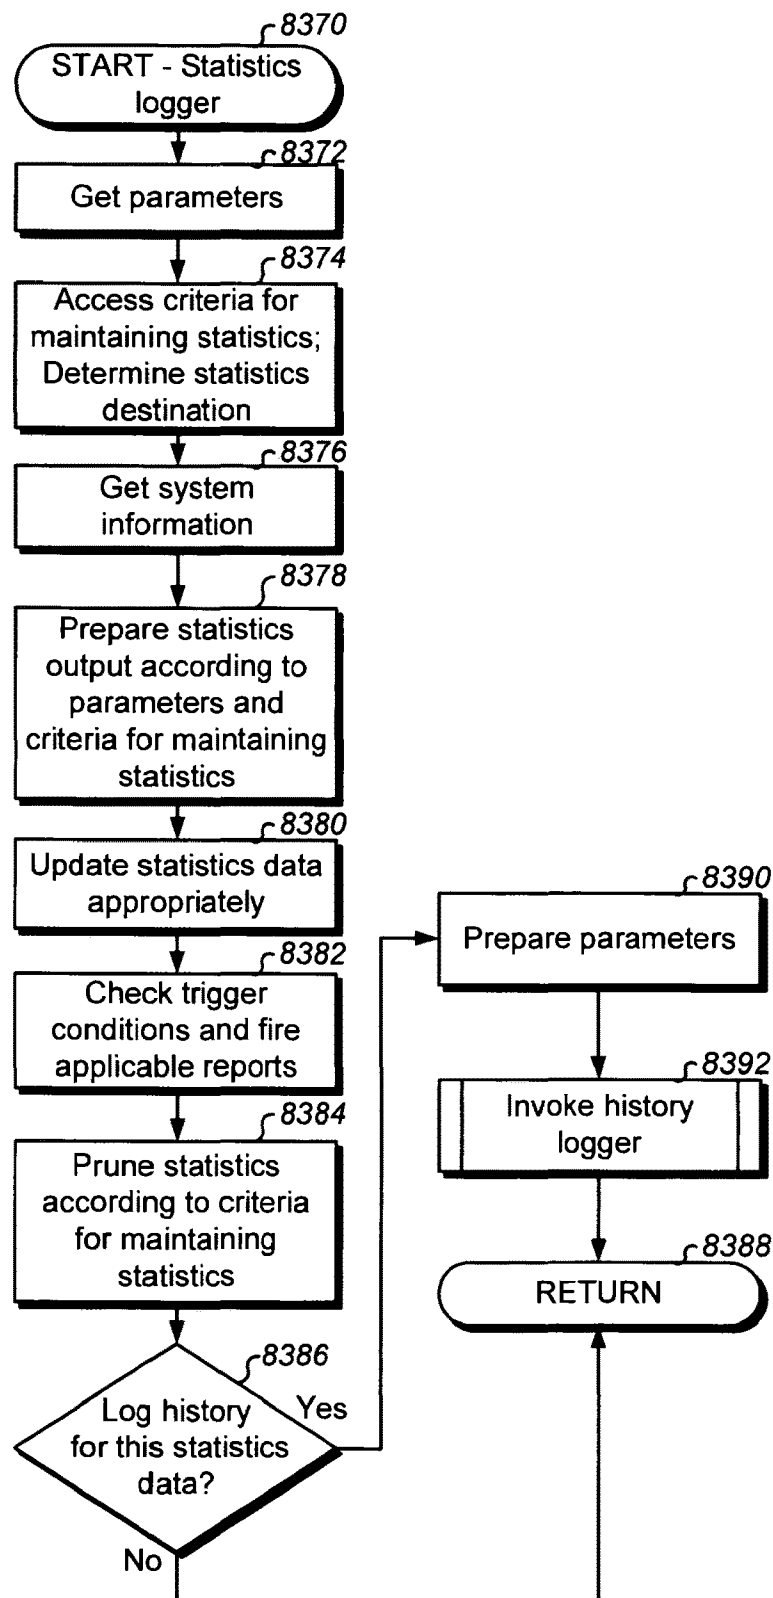 8370
START - Statistics
logger
8372
Get parameters
8374
Access criteria for
maintaining statistics;
Determine statistics
destination
8376
Get system
information
8378
Prepare statistics
output according to
parameters and
criteria for maintaining
statistics
8380
Update statistics data
appropriately
8382
Check trigger
conditions and fire
applicable reports
8384
Prune statistics
according to criteria
for maintaining
statistics
8386
Log history
for this statistics
data?
Yes
No
8390
Prepare parameters
8392
Invoke history
logger
8388
RETURN